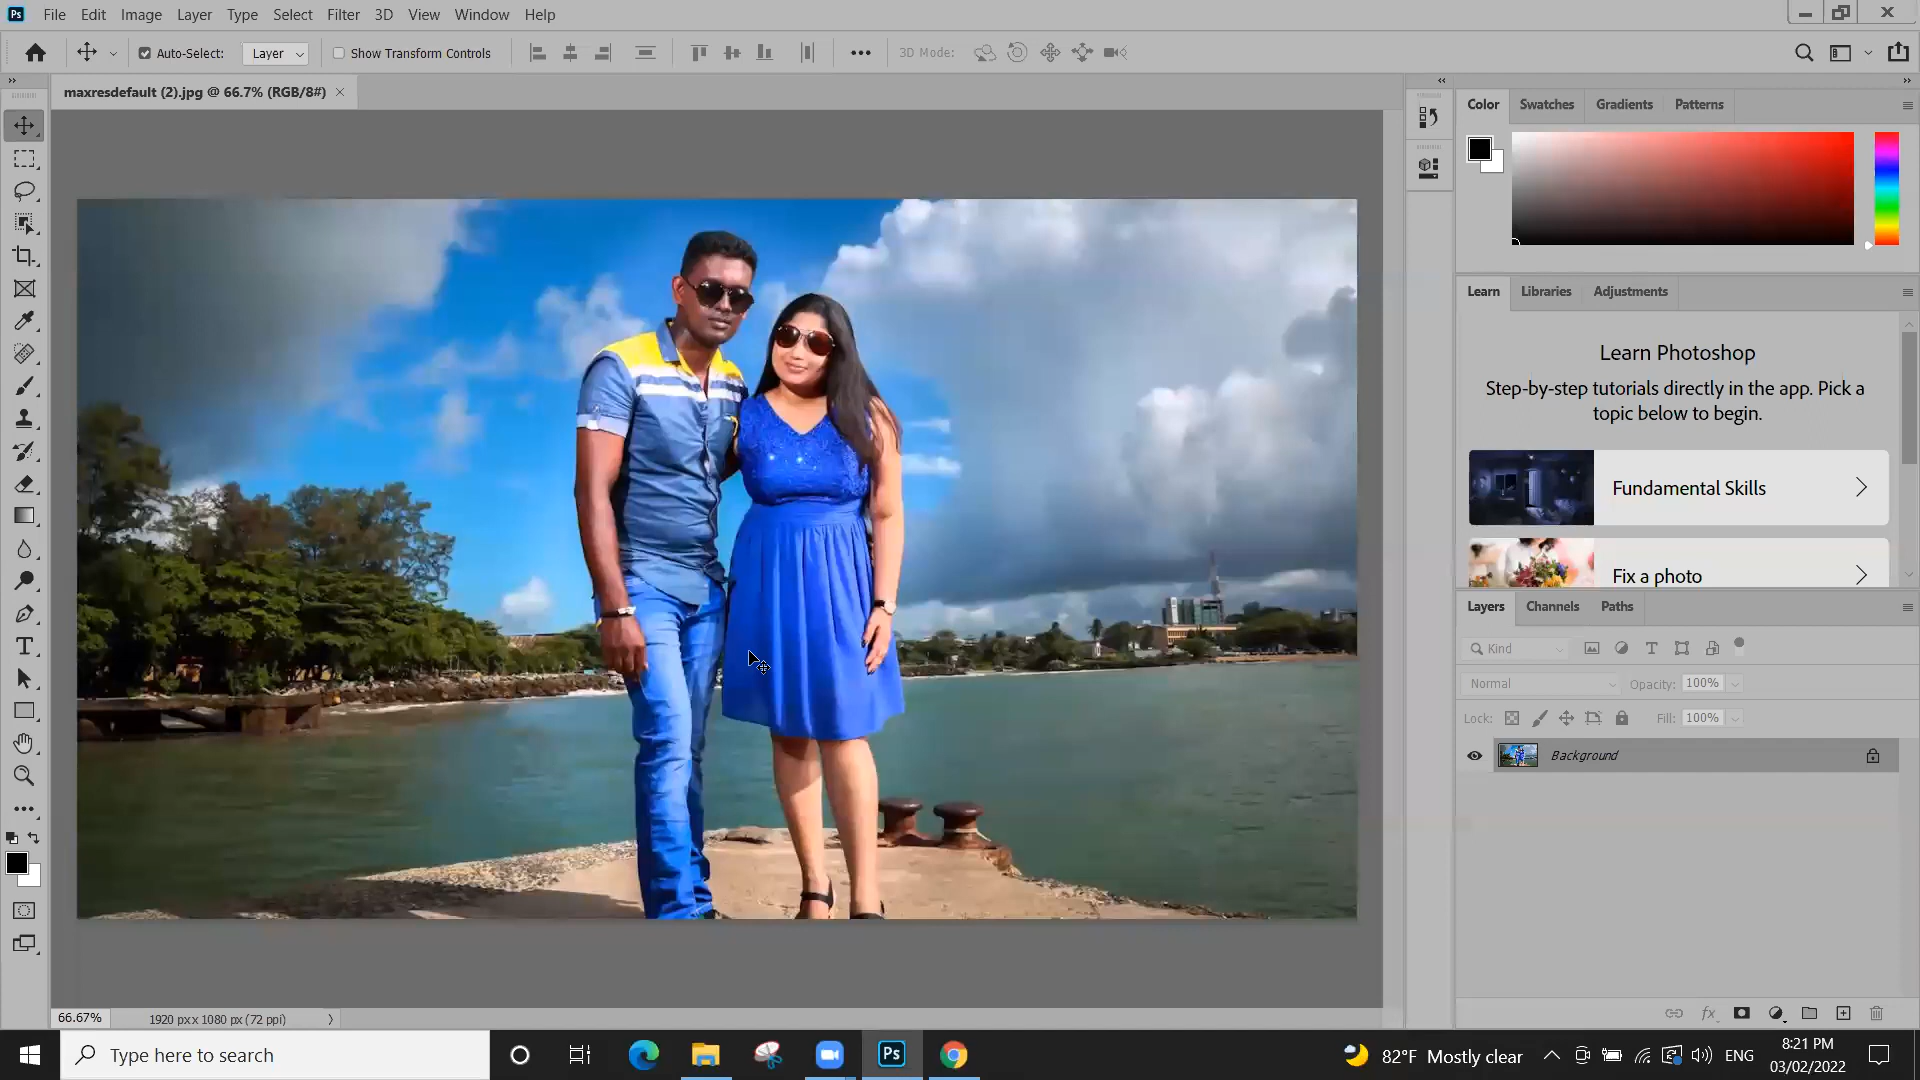 Ps File Edit Image Layer Type Select Filter 3D View Window Help
Auto-Select: Layer Show Transform Controls 3D Mode:
maxresdefault (2).jpg @ 66.7% (RGB/8#)
Color Swatches Gradients Patterns
Learn Libraries Adjustments
Learn Photoshop
Step-by-step tutorials directly in the app. Pick a
topic below to begin.
Fundamental Skills
Fix a photo
Layers Channels Paths
Kind
Normal Opacity: 100%
Lock: Fill: 100%
Background
66.67% 1920 px x 1080 px (72 ppi)
Type here to search
Ps
82°F Mostly clear
ENG
8:21 PM
03/02/2022